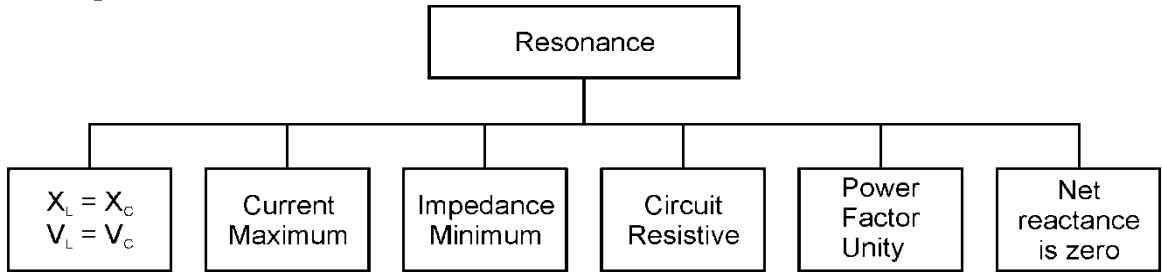 Resonance
X_L = X_C
V_L = V_C
Current
Maximum
Impedance
Minimum
Circuit
Resistive
Power
Factor
Unity
Net
reactance
is zero